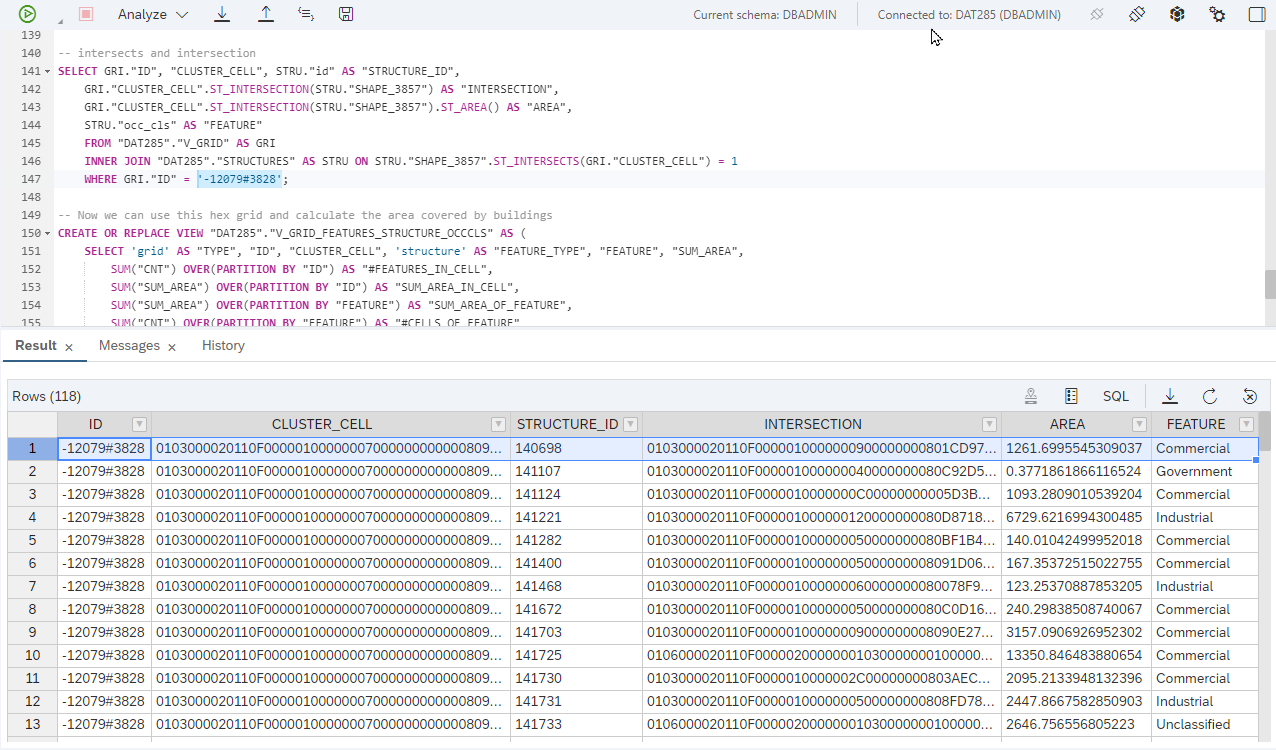 Analyze
Current schema: DBADMIN
Connected to: DAT285 (DBADMIN)
139
140 -- intersects and intersection
141 SELECT GRI."ID", "CLUSTER_CELL", STRU."id" AS "STRUCTURE_ID",
142 GRI."CLUSTER_CELL".ST_INTERSECTION(STRU."SHAPE_3857") AS "INTERSECTION",
143 GRI."CLUSTER_CELL".ST_INTERSECTION(STRU."SHAPE_3857").ST_AREA() AS "AREA",
144 STRU."occ_cls" AS "FEATURE"
145 FROM "DAT285"."V_GRID" AS GRI
146 INNER JOIN "DAT285"."STRUCTURES" AS STRU ON STRU."SHAPE_3857".ST_INTERSECTS(GRI."CLUSTER_CELL") = 1
147 WHERE GRI."ID" = '-12079#3828';
148
149 -- Now we can use this hex grid and calculate the area covered by buildings
150 CREATE OR REPLACE VIEW "DAT285"."V_GRID_FEATURES_STRUCTURE_OCCCLS" AS (
151 SELECT 'grid' AS "TYPE", "ID", "CLUSTER_CELL", 'structure' AS "FEATURE_TYPE", "FEATURE", "SUM_AREA",
152 SUM("CNT") OVER(PARTITION BY "ID") AS "#FEATURES_IN_CELL",
153 SUM("SUM_AREA") OVER(PARTITION BY "ID") AS "SUM_AREA_IN_CELL",
154 SUM("SUM_AREA") OVER(PARTITION BY "FEATURE") AS "SUM_AREA_OF_FEATURE",
155 SUM("CNT") OVER(PARTITION BY "FEATURE") AS "#CELLS_OF_FEATURE"
Result × Messages × History
Rows (118)
SQL
ID CLUSTER_CELL STRUCTURE_ID INTERSECTION AREA FEATURE
1 -12079#3828 0103000020110F00000100000007000000000000809... 140698 0103000020110F00000100000009000000000801CD97... 1261.6995545309037 Commercial
2 -12079#3828 0103000020110F00000100000007000000000000809... 141107 0103000020110F00000100000004000000000080C92D5... 0.3771861866116524 Government
3 -12079#3828 0103000020110F00000100000007000000000000809... 141124 0103000020110F0000010000000C00000000005D3B... 1093.2809010539204 Commercial
4 -12079#3828 0103000020110F00000100000007000000000000809... 141221 0103000020110F000001000000120000000080D8718... 6729.6216994300485 Industrial
5 -12079#3828 0103000020110F00000100000007000000000000809... 141282 0103000020110F000001000000050000000080BF1B4... 140.01042499952018 Commercial
6 -12079#3828 0103000020110F00000100000007000000000000809... 141400 0103000020110F00000100000005000000008091D06... 167.35372515022755 Commercial
7 -12079#3828 0103000020110F00000100000007000000000000809... 141468 0103000020110F00000100000006000000080078F9... 123.25370887853205 Industrial
8 -12079#3828 0103000020110F00000100000007000000000000809... 141672 0103000020110F000001000000050000000080C0D16... 240.29838508740067 Commercial
9 -12079#3828 0103000020110F00000100000007000000000000809... 141703 0103000020110F00000100000009000000008090E27... 3157.0906926952302 Commercial
10 -12079#3828 0103000020110F00000100000007000000000000809... 141725 0106000020110F00000200000001030000000100000... 13350.846483880654 Commercial
11 -12079#3828 0103000020110F00000100000007000000000000809... 141730 0103000020110F0000010000002C00000000803AEC... 2095.2133948132396 Commercial
12 -12079#3828 0103000020110F00000100000007000000000000809... 141731 0103000020110F0000010000000500000000808FD78... 2447.8667582850903 Industrial
13 -12079#3828 0103000020110F00000100000007000000000000809... 141733 0106000020110F00000200000001030000000100000... 2646.756556805223 Unclassified